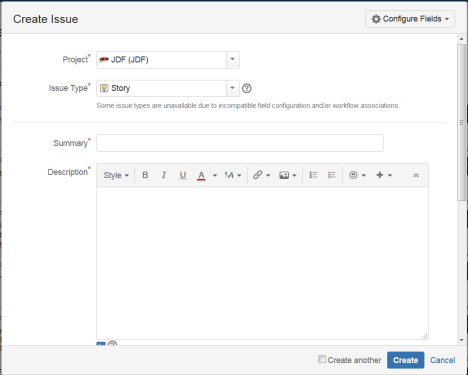 Create Issue
Configure Fields
Project* JDF (JDF)
Issue Type* Story
Some issue types are unavailable due to incompatible field configuration and/or workflow associations.
Summary*
Description*
Style B I U A A
Create another Create Cancel